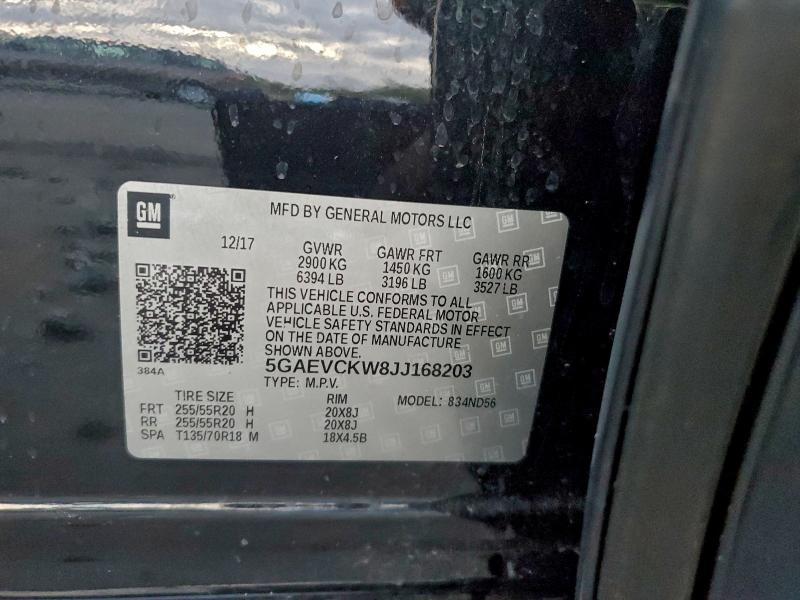 GM
MFD BY GENERAL MOTORS LLC
12/17 GVWR GAWR FRT GAWR RR
2900 KG 1450 KG 1600 KG
6394 LB 3196 LB 3527 LB
THIS VEHICLE CONFORMS TO ALL
APPLICABLE U.S. FEDERAL MOTOR
VEHICLE SAFETY STANDARDS IN EFFECT
ON THE DATE OF MANUFACTURE
SHOWN ABOVE.
384A
5GAEVCKW8JJ168203
TYPE: M.P.V.
TIRE SIZE RIM MODEL: 834ND56
FRT 255/55R20 H 20X8J
RR 255/55R20 H 20X8J
SPA T135/70R18 M 18X4.5B